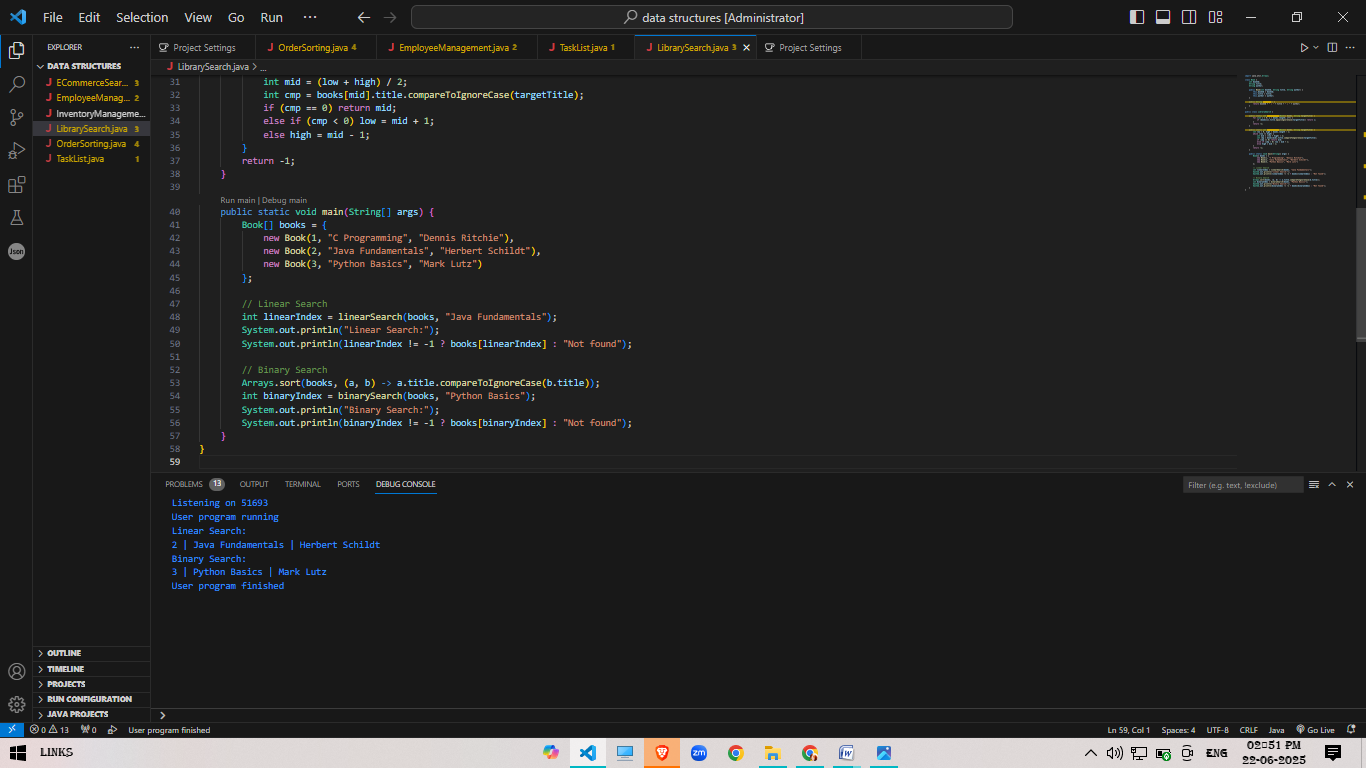 File Edit Selection View Go Run ··· data structures [Administrator]
EXPLORER ···
DATA STRUCTURES
J ECommerceSear... 3
J EmployeeManag... 2
J InventoryManageme...
J LibrarySearch.java 3
J OrderSorting.java 4
J TaskList.java 1
OUTLINE
TIMELINE
PROJECTS
RUN CONFIGURATION
JAVA PROJECTS
Project Settings J OrderSorting.java 4 J EmployeeManagement.java 2 J TaskList.java 1 J LibrarySearch.java 3 Project Settings
J LibrarySearch.java > ...
31 int mid = (low + high) / 2;
32 int cmp = books[mid].title.compareToIgnoreCase(targetTitle);
33 if (cmp == 0) return mid;
34 else if (cmp < 0) low = mid + 1;
35 else high = mid - 1;
36 }
37 return -1;
38 }
39
Run main | Debug main
40 public static void main(String[] args) {
41 Book[] books = {
42 new Book(1, "C Programming", "Dennis Ritchie"),
43 new Book(2, "Java Fundamentals", "Herbert Schildt"),
44 new Book(3, "Python Basics", "Mark Lutz")
45 };
46
47 // Linear Search
48 int linearIndex = linearSearch(books, "Java Fundamentals");
49 System.out.println("Linear Search:");
50 System.out.println(linearIndex != -1 ? books[linearIndex] : "Not found");
51
52 // Binary Search
53 Arrays.sort(books, (a, b) -> a.title.compareToIgnoreCase(b.title));
54 int binaryIndex = binarySearch(books, "Python Basics");
55 System.out.println("Binary Search:");
56 System.out.println(binaryIndex != -1 ? books[binaryIndex] : "Not found");
57 }
58 }
59
PROBLEMS 13 OUTPUT TERMINAL PORTS DEBUG CONSOLE Filter (e.g. text, !exclude)
Listening on 51693
User program running
Linear Search:
2 | Java Fundamentals | Herbert Schildt
Binary Search:
3 | Python Basics | Mark Lutz
User program finished
0 13 0 User program finished Ln 59, Col 1 Spaces: 4 UTF-8 CRLF Java Go Live
LINKS zm W ENG 02:51 PM
22-06-2025
json